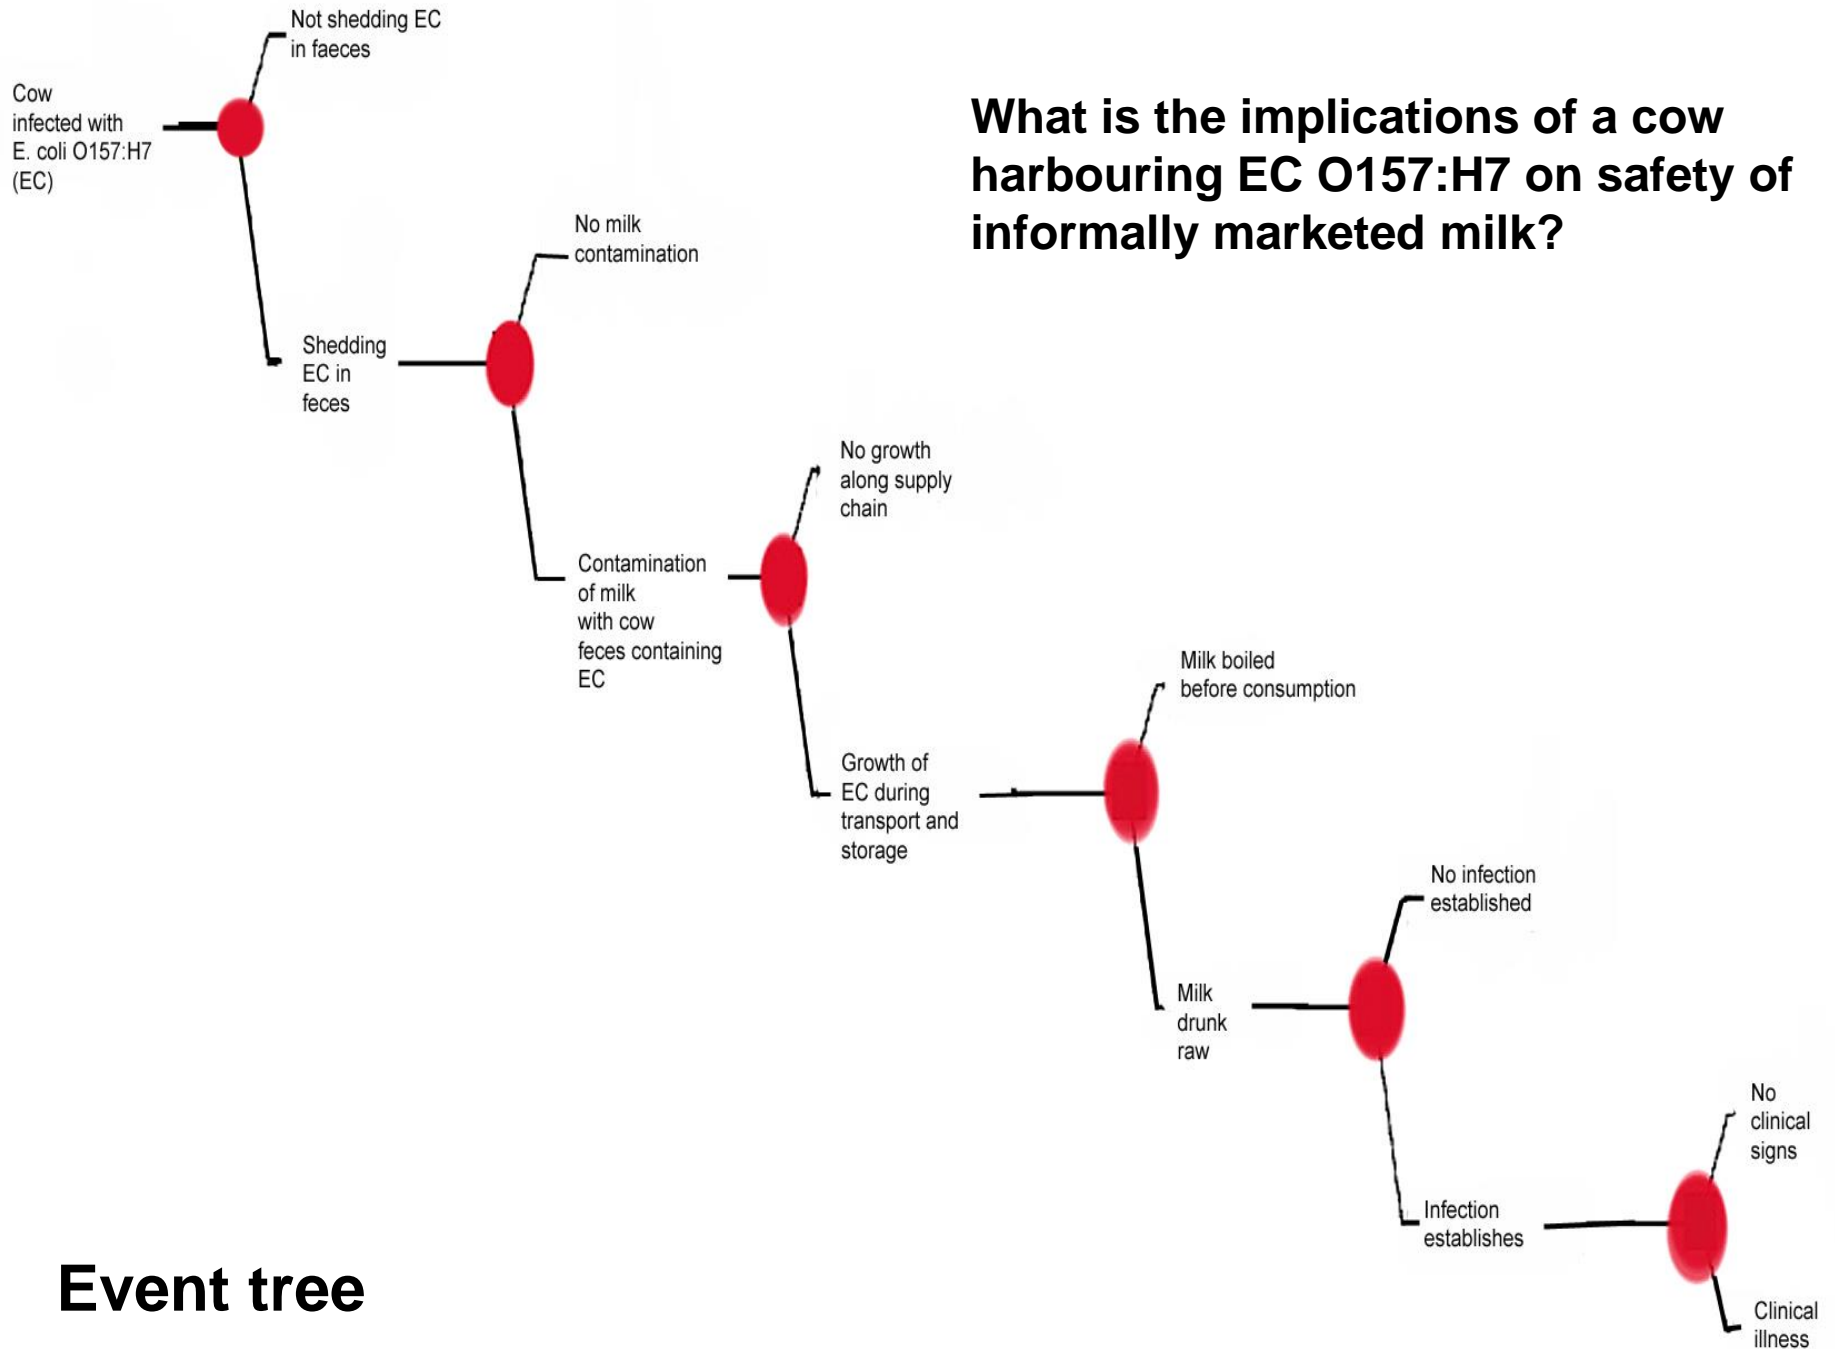 Not shedding EC
in faeces
Cow
infected with
E. coli O157:H7
(EC)
What is the implications of a cow
harbouring EC O157:H7 on safety of
informally marketed milk?
No milk
contamination
Shedding
EC in
feces
No growth
along supply
chain
Contamination
of milk
with cow
feces containing
EC
Milk boiled
before consumption
Growth of
EC during
transport and
storage
No infection
established
Milk
drunk
raw
No
clinical
signs
Infection
establishes
Clinical
illness
Event tree